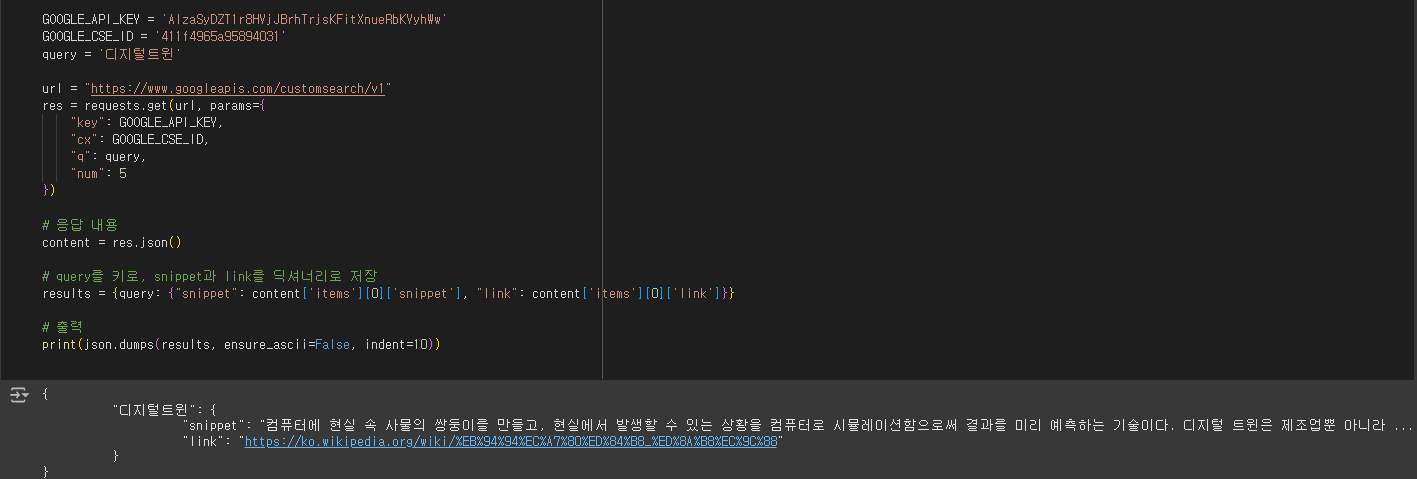 GOOGLE_API_KEY = 'AIzaSyDZT1r8HVjJBrhTrjsKFitXnueRbKVyhWw'
GOOGLE_CSE_ID = '411f4965a95894031'
query = '디지털트윈'
url = "https://www.googleapis.com/customsearch/v1"
res = requests.get(url, params={
    "key": GOOGLE_API_KEY,
    "cx": GOOGLE_CSE_ID,
    "q": query,
    "num": 5
})
# 응답 내용
content = res.json()
# query를 키로, snippet과 link를 딕셔너리로 저장
results = {query: {"snippet": content['items'][0]['snippet'], "link": content['items'][0]['link']}}
# 출력
print(json.dumps(results, ensure_ascii=False, indent=10))
{
          "디지털트윈": {
                    "snippet": "컴퓨터에 현실 속 사물의 쌍둥이를 만들고, 현실에서 발생할 수 있는 상황을 컴퓨터로 시뮬레이션함으로써 결과를 미리 예측하는 기술이다. 디지털 트윈은 제조업뿐 아니라 ...
                    "link": "https://ko.wikipedia.org/wiki/%EB%94%94%EC%A7%80%ED%84%B8_%ED%8A%B8%EC%9C%88"
          }
}